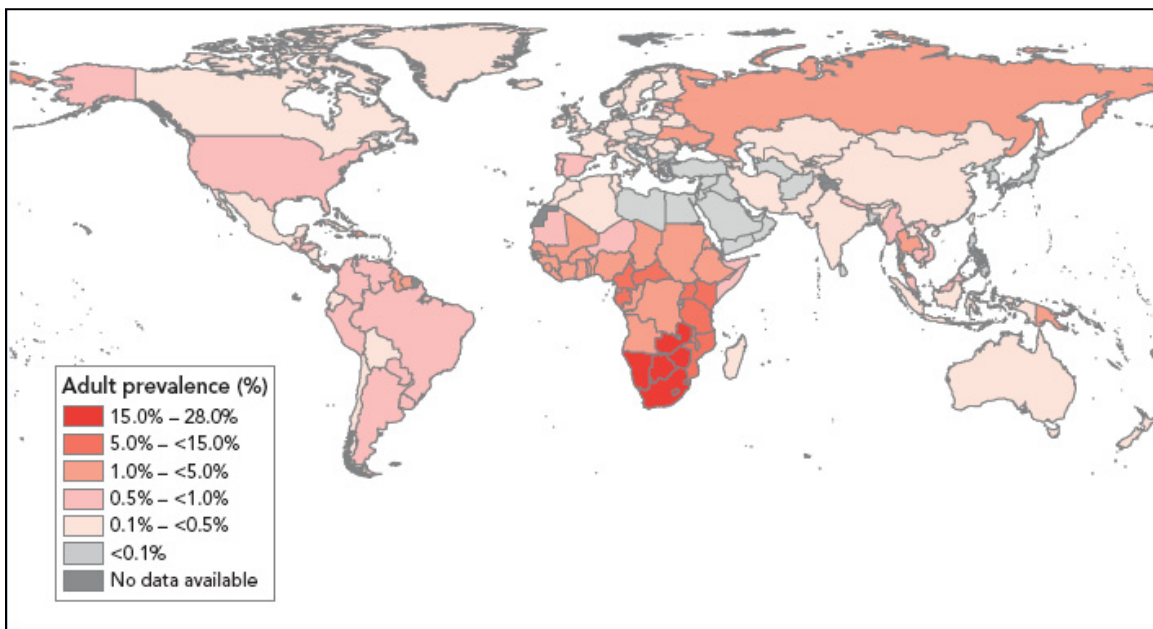 Adult prevalence (%)
15.0% – 28.0%
5.0% – <15.0%
1.0% – <5.0%
0.5% – <1.0%
0.1% – <0.5%
<0.1%
No data available